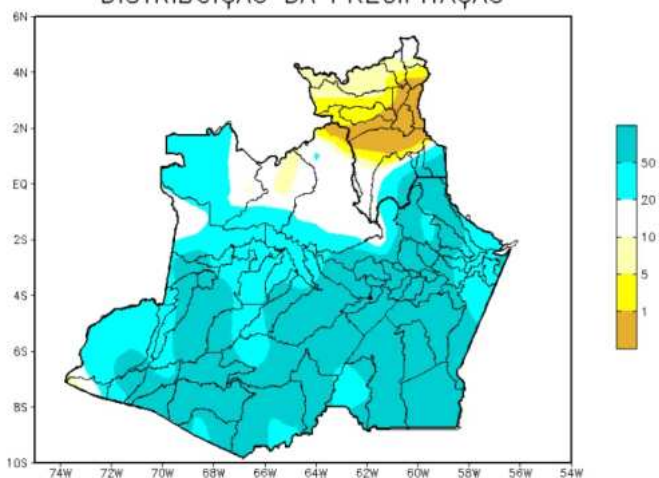 DISTRIBUIÇÃO DA PRECIPITAÇÃO
6N
4N
2N
EQ
2S
4S
6S
8S
10S
74W 72W 70W 68W 66W 64W 62W 60W 58W 56W 54W
50
20
10
5
1